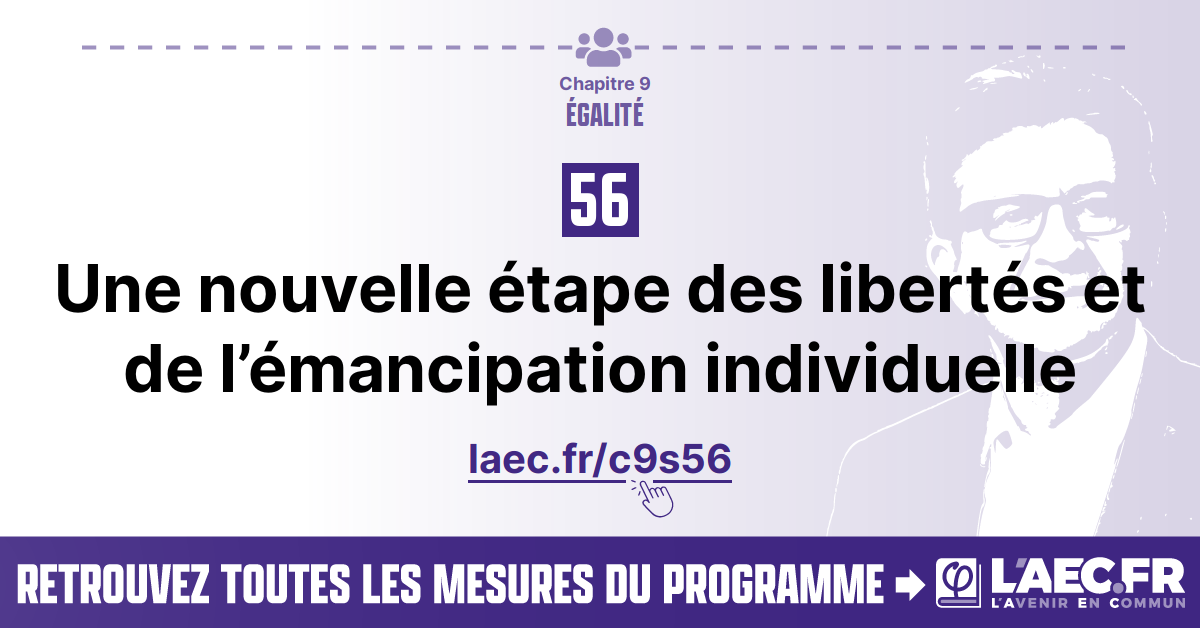 Chapitre 9
ÉGALITÉ
56
Une nouvelle étape des libertés et
de l’émancipation individuelle
laec.fr/c9s56
RETROUVEZ TOUTES LES MESURES DU PROGRAMME
φ L'AEC.FR
L'AVENIR EN COMMUN